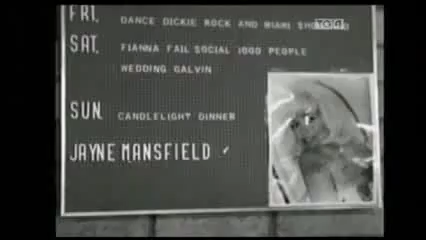 FRI. DANCE DICKIE ROCK AND MIAMI SHO
SAT. FIANNA FAIL SOCIAL 1000 PEOPLE
WEDDING GALVIN
SUN. CANDLELIGHT DINNER
JAYNE MANSFIELD